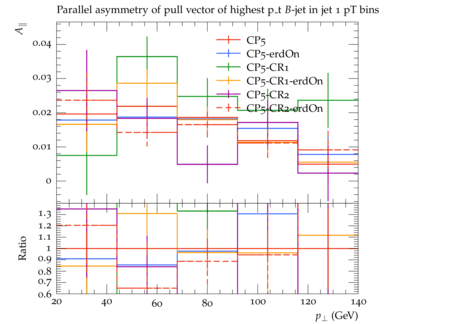 Parallel asymmetry of pull vector of highest p_t B-jet in jet 1 pT bins
A∥
0.04
0.03
0.02
0.01
0
CP5
CP5-erdOn
CP5-CR1
CP5-CR1-erdOn
CP5-CR2
CP5-CR2-erdOn
Ratio
1.3
1.2
1.1
1
0.9
0.8
0.7
0.6
20 40 60 80 100 120 140
p⊥ (GeV)